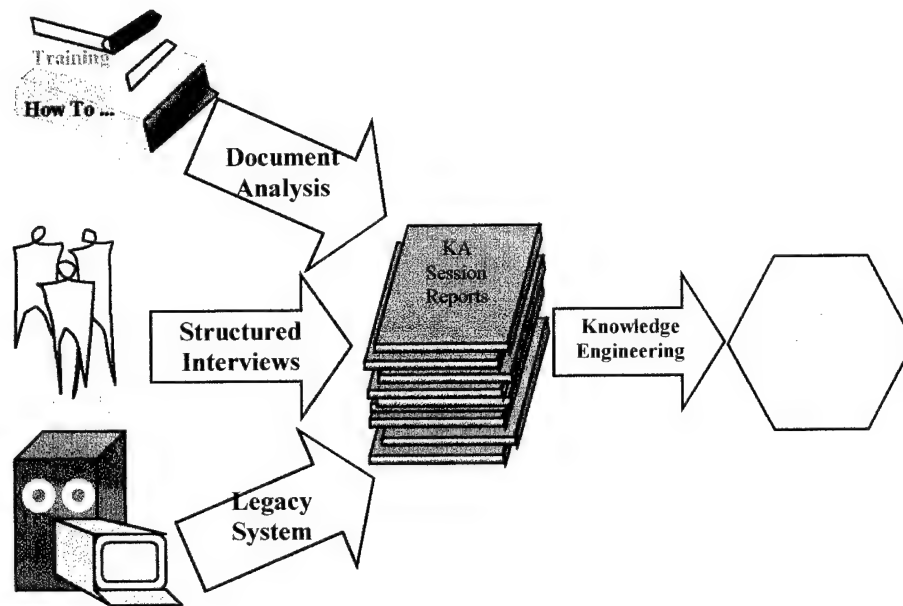 Training
How To ...
Document
Analysis
KA
Session
Reports
Structured
Interviews
Knowledge
Engineering
Legacy
System